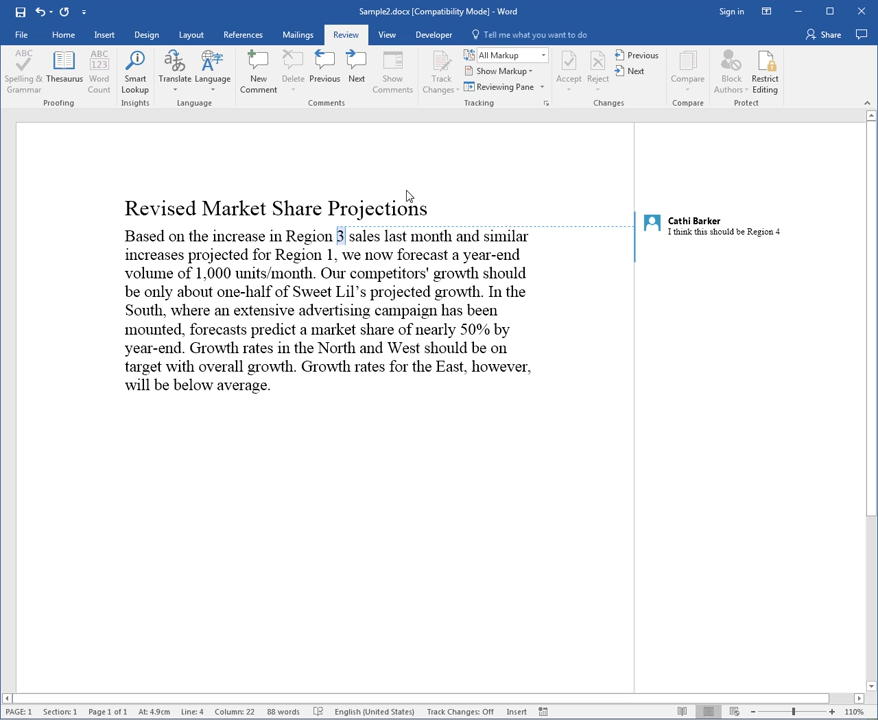 Sample2.docx [Compatibility Mode] - Word
Sign in
File Home Insert Design Layout References Mailings Review View Developer Tell me what you want to do Share
ABC
Spelling & Grammar
Thesaurus
ABC
123
Word Count
Proofing
Smart Lookup
Insights
Translate
Language
Language
New Comment
Delete
Previous
Next
Show Comments
Comments
Track Changes
All Markup
Show Markup
Reviewing Pane
Tracking
Accept
Reject
Previous
Next
Changes
Compare
Compare
Block Authors
Restrict Editing
Protect
Revised Market Share Projections
Based on the increase in Region 3 sales last month and similar
increases projected for Region 1, we now forecast a year-end
volume of 1,000 units/month. Our competitors' growth should
be only about one-half of Sweet Lil’s projected growth. In the
South, where an extensive advertising campaign has been
mounted, forecasts predict a market share of nearly 50% by
year-end. Growth rates in the North and West should be on
target with overall growth. Growth rates for the East, however,
will be below average.
Cathi Barker
I think this should be Region 4
PAGE: 1 Section: 1 Page 1 of 1 At: 4.9cm Line: 4 Column: 22 88 words English (United States) Track Changes: Off Insert 110%